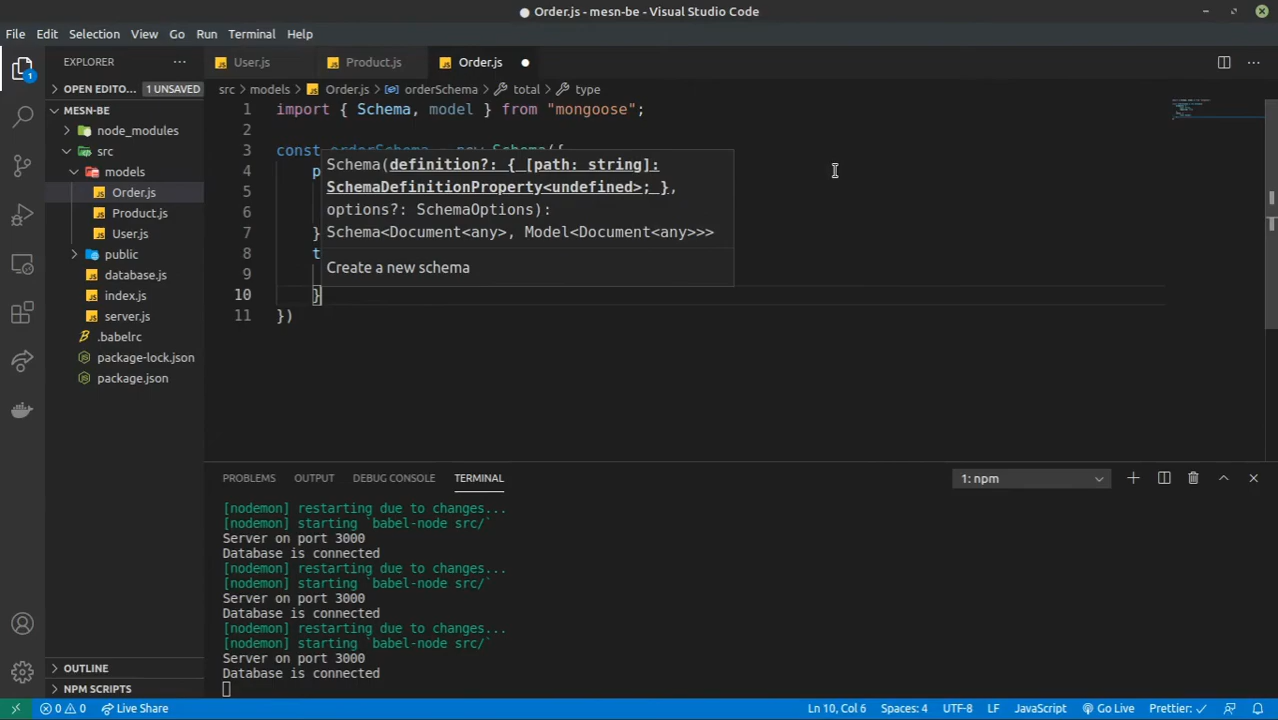 Order.js - mesn-be - Visual Studio Code
File Edit Selection View Go Run Terminal Help
EXPLORER
OPEN EDITO... 1 UNSAVED
MESN-BE
node_modules
src
models
Order.js
Product.js
User.js
public
database.js
index.js
server.js
.babelrc
package-lock.json
package.json
OUTLINE
NPM SCRIPTS
User.js Product.js Order.js
src > models > Order.js > orderSchema > total > type
1 import { Schema, model } from "mongoose";
2
3 const orderSchema = new Schema({
4 p
5
6
7 }
8 t
9
10 }
11 })
Schema(definition?: { [path: string]:
SchemaDefinitionProperty<undefined>; },
options?: SchemaOptions):
Schema<Document<any>, Model<Document<any>>>
Create a new schema
PROBLEMS OUTPUT DEBUG CONSOLE TERMINAL 1: npm
[nodemon] restarting due to changes...
[nodemon] starting `babel-node src/`
Server on port 3000
Database is connected
[nodemon] restarting due to changes...
[nodemon] starting `babel-node src/`
Server on port 3000
Database is connected
[nodemon] restarting due to changes...
[nodemon] starting `babel-node src/`
Server on port 3000
Database is connected
0 0 Live Share Ln 10, Col 6 Spaces: 4 UTF-8 LF JavaScript Go Live Prettier: ✓